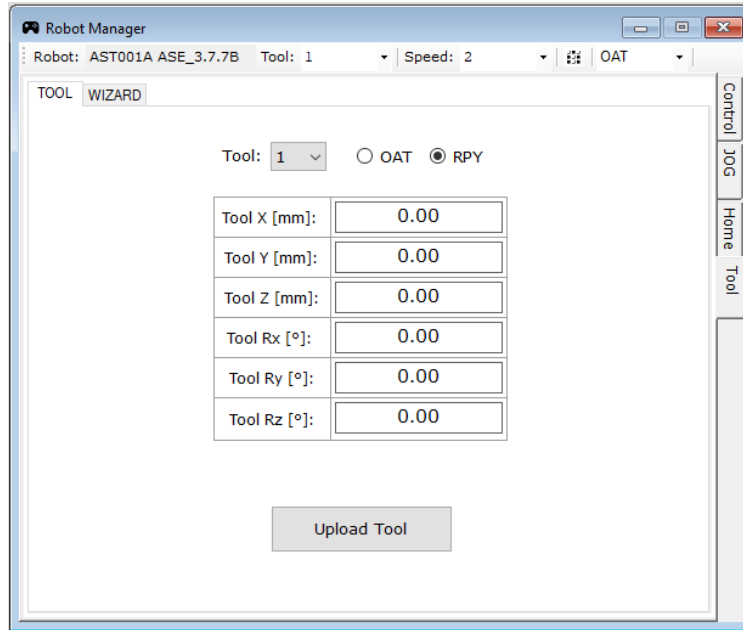 Robot Manager
Robot: AST001A ASE_3.7.7B Tool: 1 Speed: 2 OAT
TOOL WIZARD
Control
JOG
Home
Tool
Tool: 1 OAT RPY
Tool X [mm]: 0.00
Tool Y [mm]: 0.00
Tool Z [mm]: 0.00
Tool Rx [°]: 0.00
Tool Ry [°]: 0.00
Tool Rz [°]: 0.00
Upload Tool